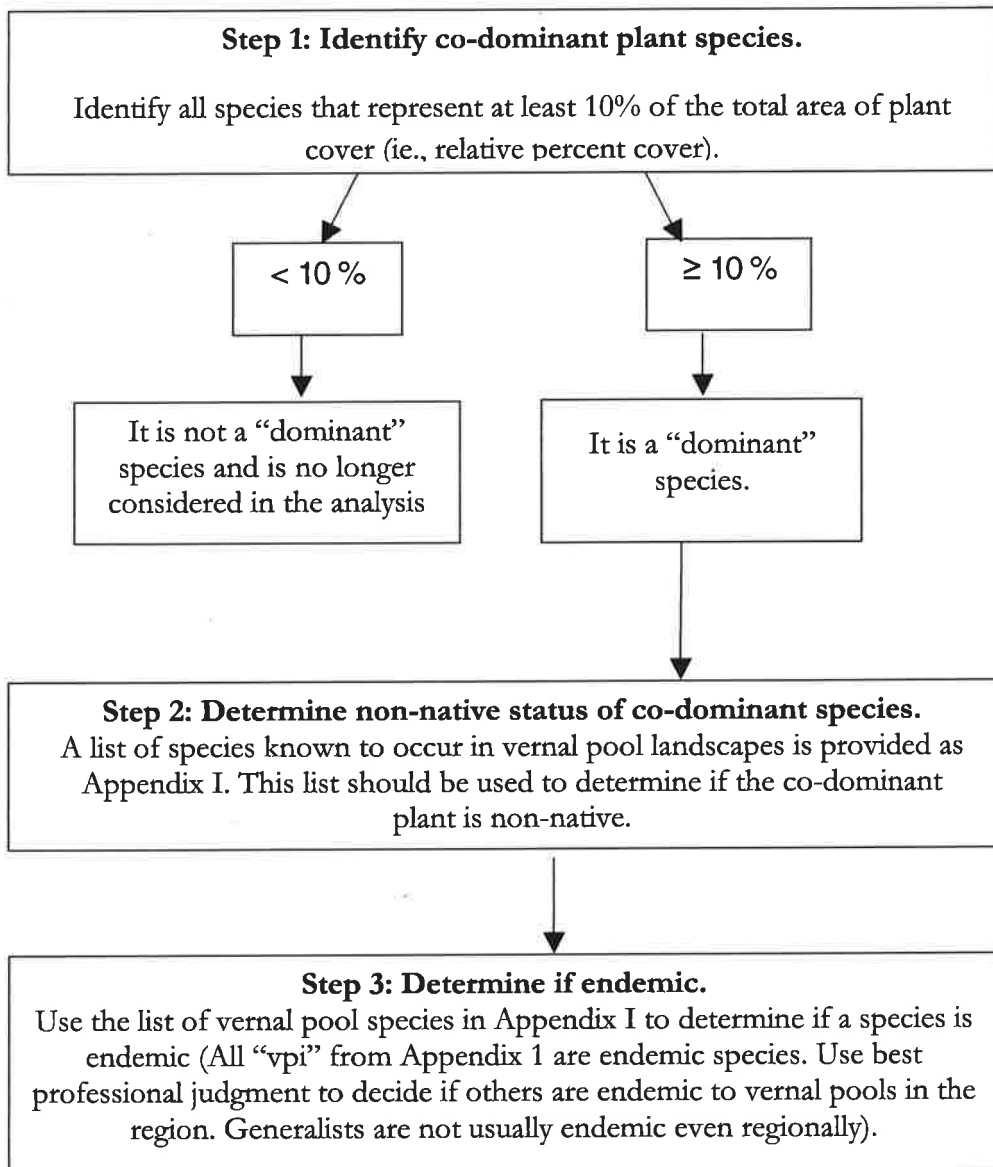 Step 1: Identify co-dominant plant species.
Identify all species that represent at least 10% of the total area of plant
cover (ie., relative percent cover).
< 10 %
≥ 10 %
It is not a “dominant”
species and is no longer
considered in the analysis
It is a “dominant”
species.
Step 2: Determine non-native status of co-dominant species.
A list of species known to occur in vernal pool landscapes is provided as
Appendix I. This list should be used to determine if the co-dominant
plant is non-native.
Step 3: Determine if endemic.
Use the list of vernal pool species in Appendix I to determine if a species is
endemic (All “vpi” from Appendix 1 are endemic species. Use best
professional judgment to decide if others are endemic to vernal pools in the
region. Generalists are not usually endemic even regionally).